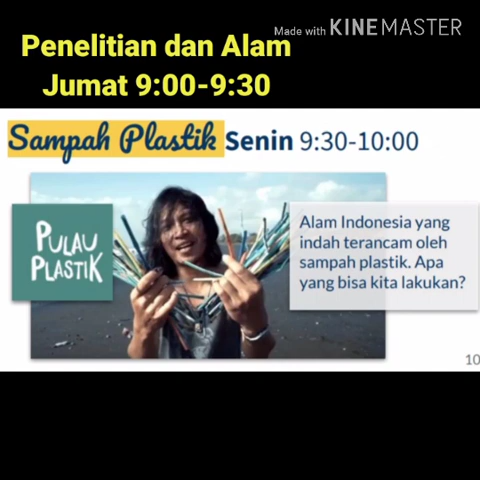 Made with KINEMASTER
Penelitian dan Alam
Jumat 9:00-9:30
Sampah Plastik Senin 9:30-10:00
PULAU
PLASTIK
Alam Indonesia yang
indah terancam oleh
sampah plastik. Apa
yang bisa kita lakukan?
10